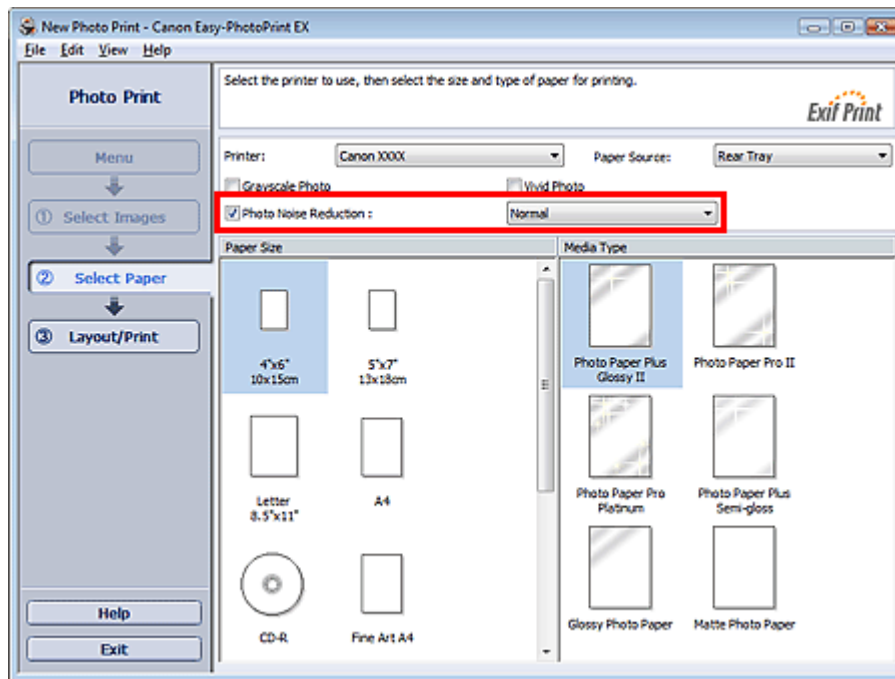 New Photo Print - Canon Easy-PhotoPrint EX
File Edit View Help
Photo Print
Select the printer to use, then select the size and type of paper for printing.
Exif Print
Menu
① Select Images
② Select Paper
③ Layout/Print
Printer: Canon XXXX Paper Source: Rear Tray
Grayscale Photo Vivid Photo
Photo Noise Reduction : Normal
Paper Size
4"x6"
10x15cm
5"x7"
13x18cm
Letter
8.5"x11"
A4
CD-R
Fine Art A4
Media Type
Photo Paper Plus
Glossy II
Photo Paper Pro II
Photo Paper Pro
Platinum
Photo Paper Plus
Semi-gloss
Glossy Photo Paper
Matte Photo Paper
Help
Exit